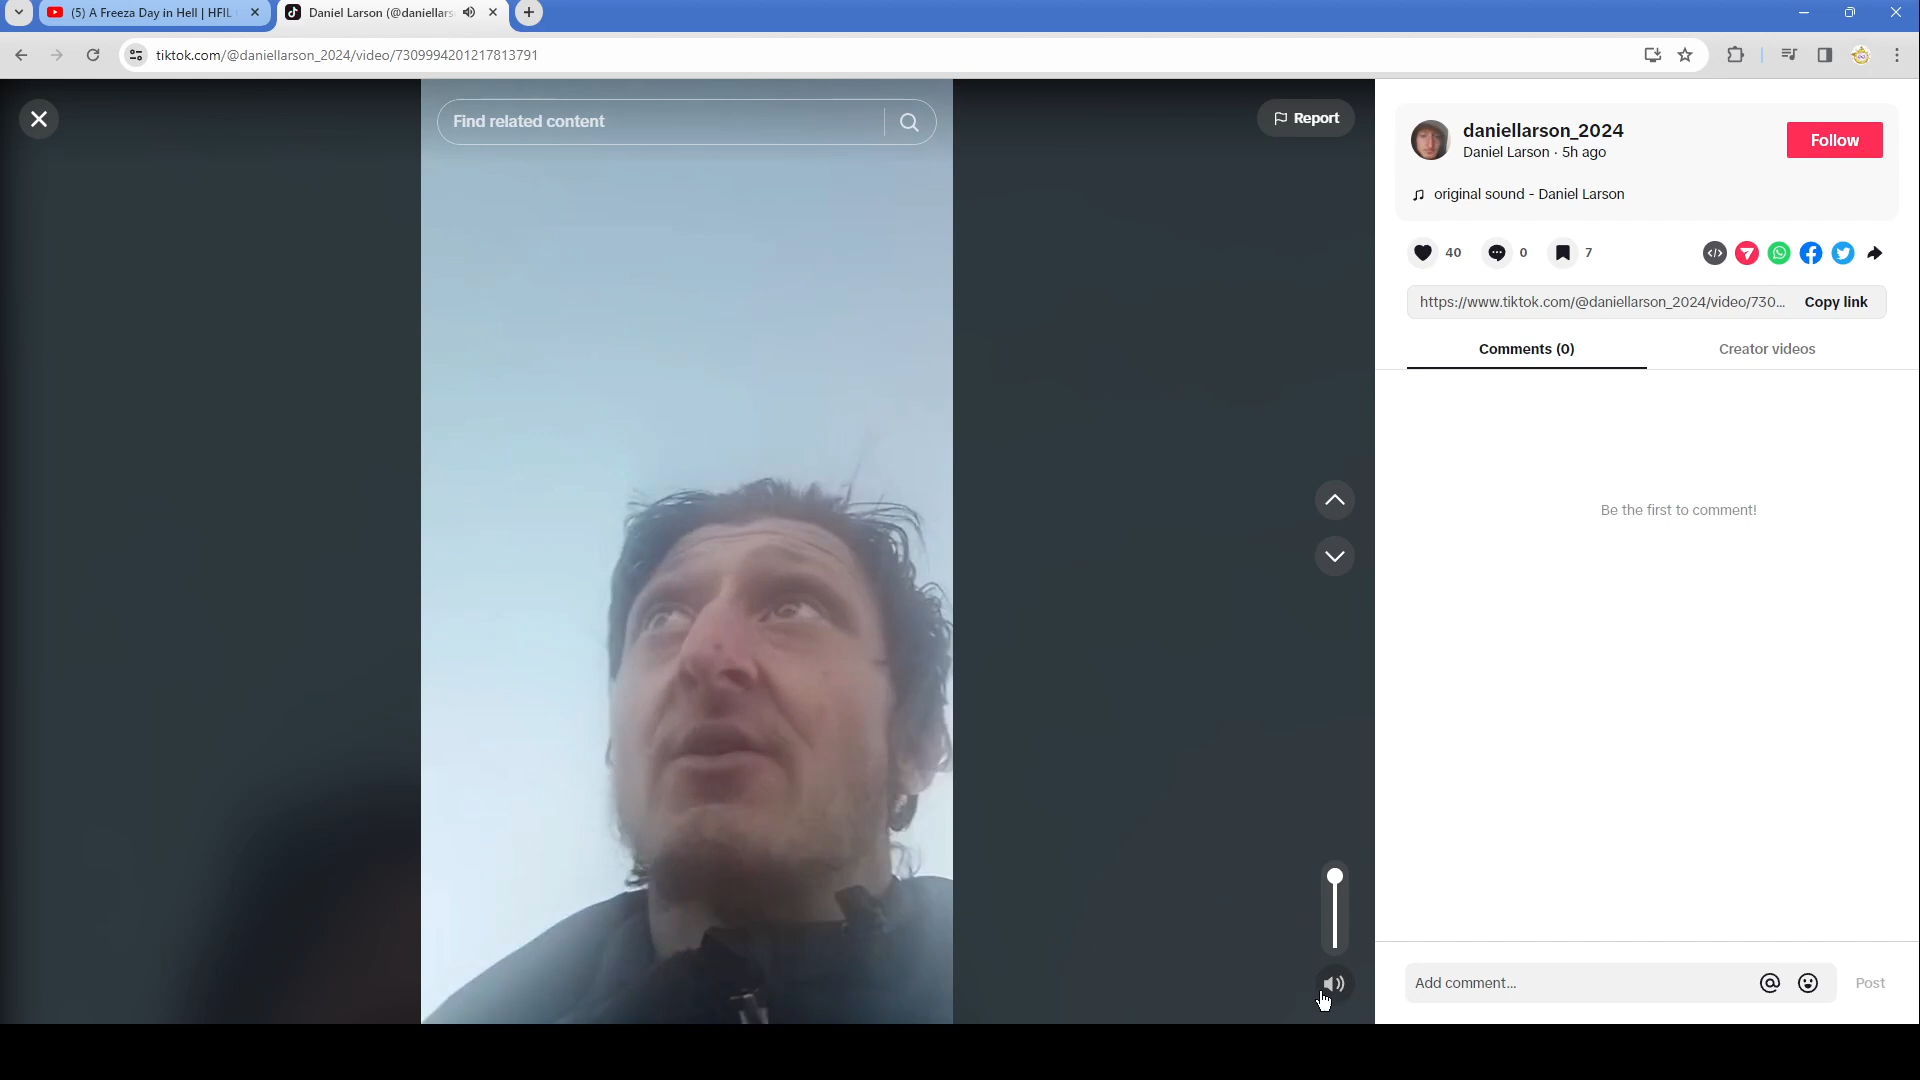 (5) A Freeza Day in Hell | HFIL
Daniel Larson (@daniellars
tiktok.com/@daniellarson_2024/video/7309994201217813791
Find related content
Report
daniellarson_2024
Daniel Larson · 5h ago
Follow
original sound - Daniel Larson
40
0
7
https://www.tiktok.com/@daniellarson_2024/video/730...
Copy link
Comments (0)
Creator videos
Be the first to comment!
Add comment...
Post